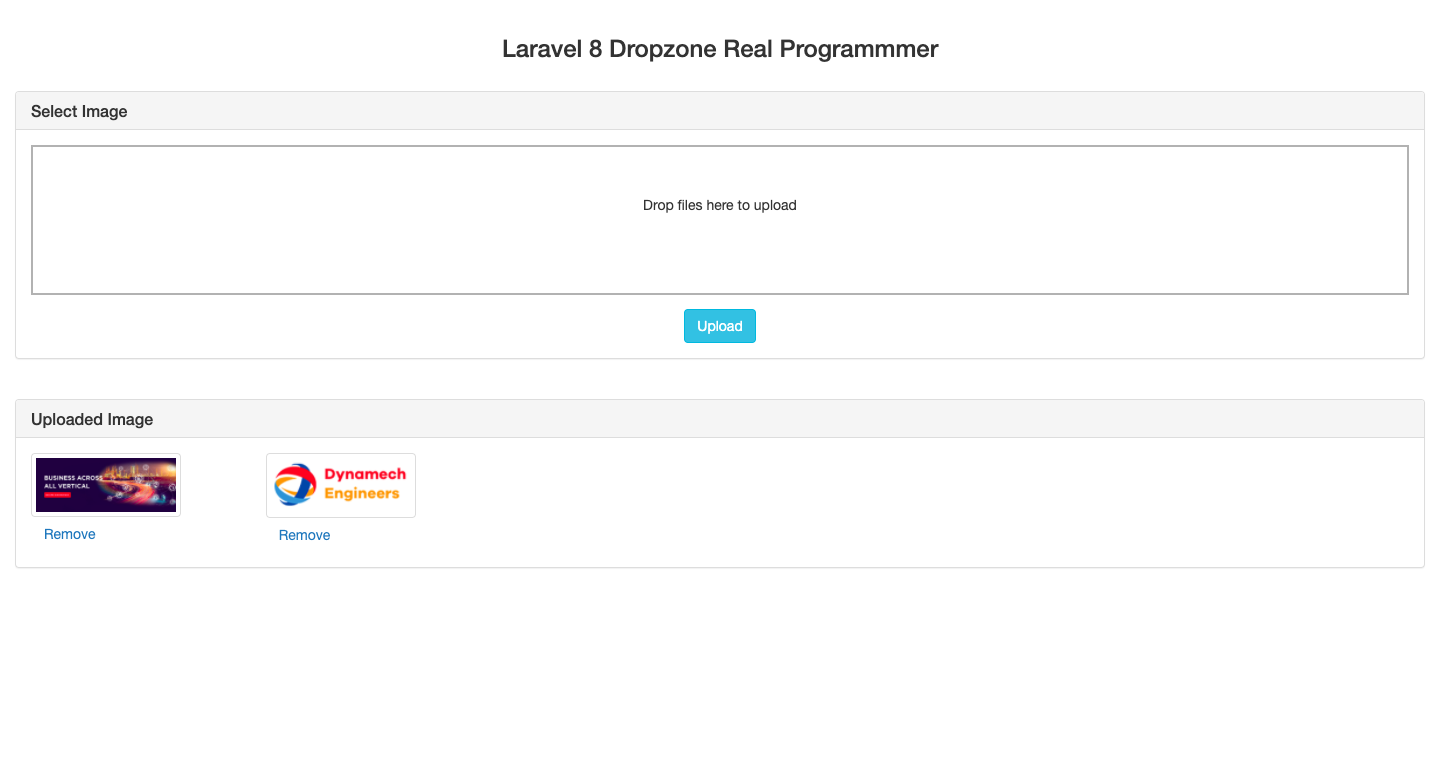 Laravel 8 Dropzone Real Programmmer
Select Image
Drop files here to upload
Upload
Uploaded Image
BUSINESS ACROSS
ALL VERTICAL
Dynamech
Engineers
Remove
Remove